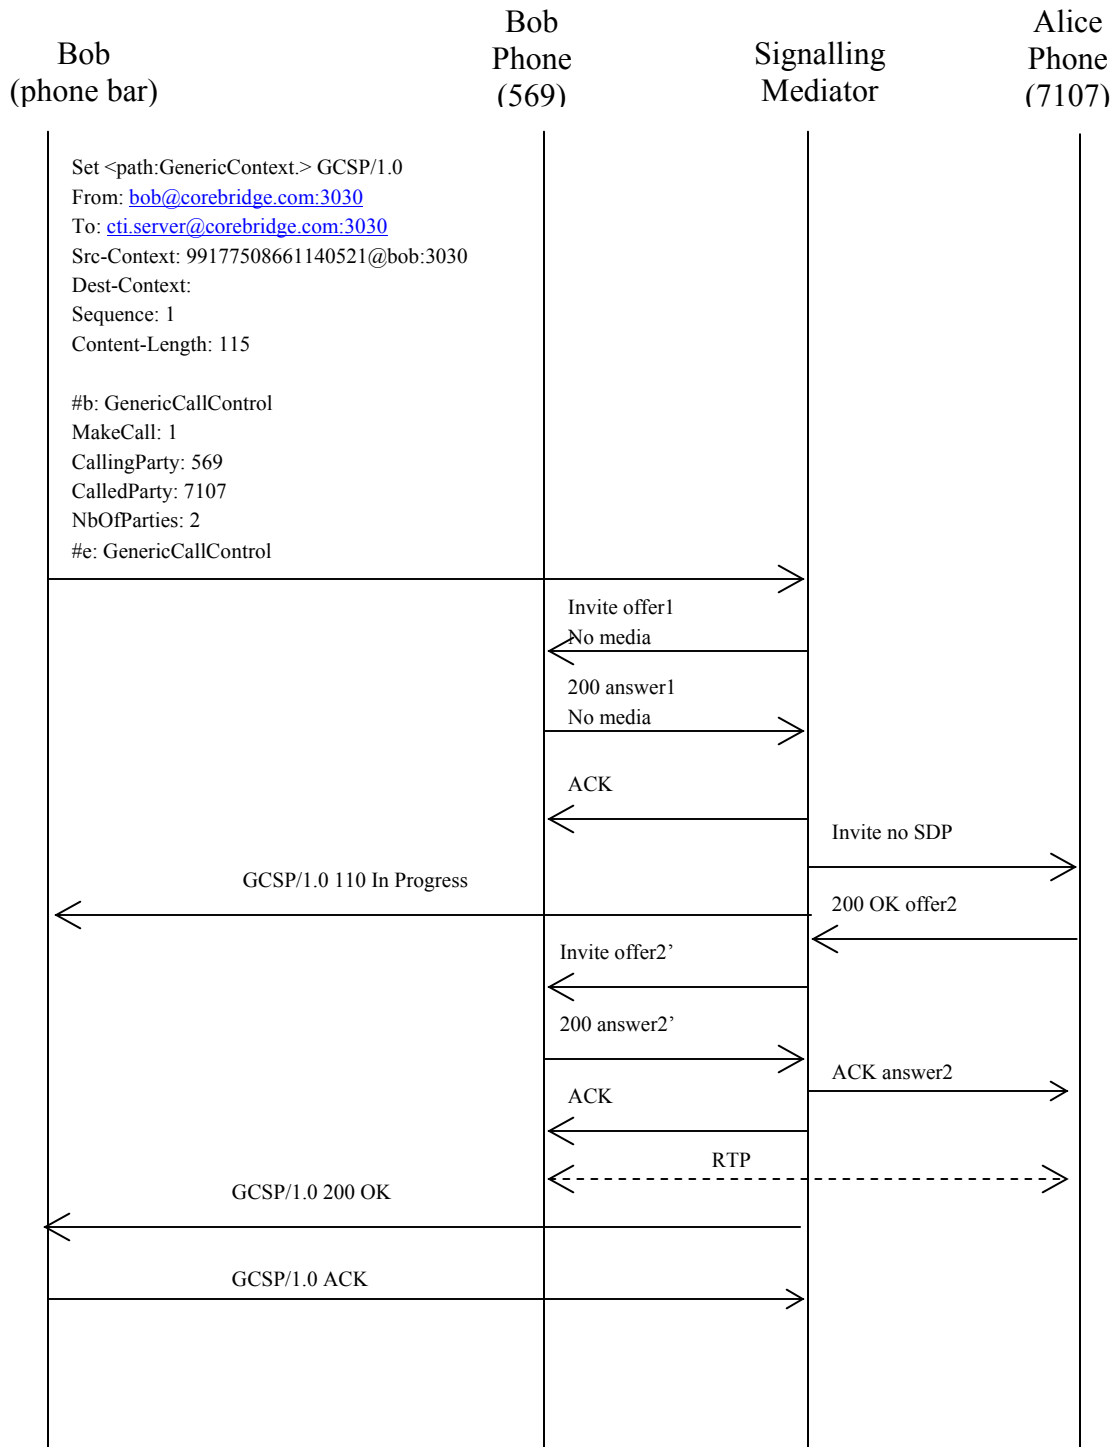 Bob
(phone bar)
Bob
Phone
(569)
Signalling
Mediator
Alice
Phone
(7107)
Set <path:GenericContext.> GCSP/1.0
From: bob@corebridge.com:3030
To: cti.server@corebridge.com:3030
Src-Context: 99177508661140521@bob:3030
Dest-Context:
Sequence: 1
Content-Length: 115
#b: GenericCallControl
MakeCall: 1
CallingParty: 569
CalledParty: 7107
NbOfParties: 2
#e: GenericCallControl
Invite offer1
No media
200 answer1
No media
ACK
Invite no SDP
GCSP/1.0 110 In Progress
200 OK offer2
Invite offer2’
200 answer2’
ACK answer2
ACK
RTP
GCSP/1.0 200 OK
GCSP/1.0 ACK